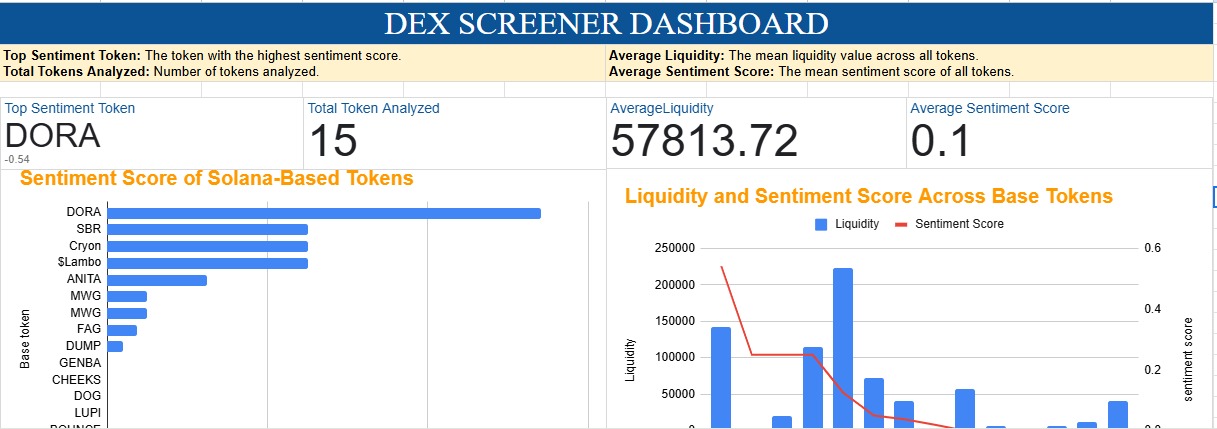 DEX SCREENER DASHBOARD
Top Sentiment Token: The token with the highest sentiment score.
Total Tokens Analyzed: Number of tokens analyzed.
Average Liquidity: The mean liquidity value across all tokens.
Average Sentiment Score: The mean sentiment score of all tokens.
Top Sentiment Token
DORA
-0.54
Total Token Analyzed
15
AverageLiquidity
57813.72
Average Sentiment Score
0.1
Sentiment Score of Solana-Based Tokens
Base token
DORA
SBR
Cryon
$Lambo
ANITA
MWG
MWG
FAG
DUMP
GENBA
CHEEKS
DOG
LUPI
BOUNCE
Liquidity and Sentiment Score Across Base Tokens
Liquidity
Sentiment Score
Liquidity
250000
200000
150000
100000
50000
0
0.6
0.4
0.2
0.0
sentiment score